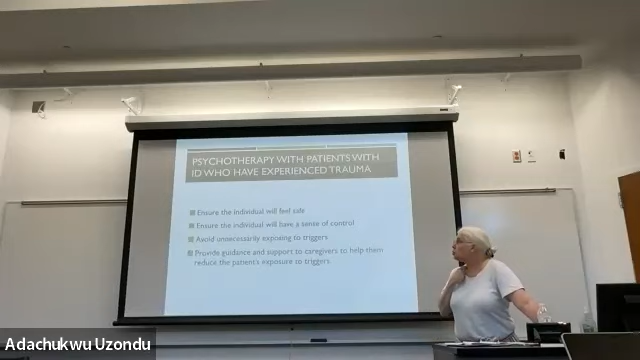 PSYCHOTHERAPY WITH PATIENTS WITH
ID WHO HAVE EXPERIENCED TRAUMA
Ensure the individual will feel safe
Ensure the individual will have a sense of control
Avoid unnecessarily exposing to triggers
Provide guidance and support to caregivers to help them
reduce the patient's exposure to triggers
Adachukwu Uzondu